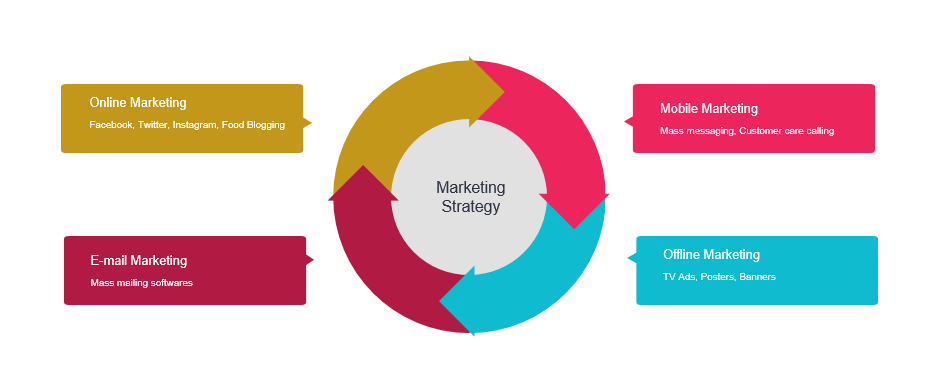 Online Marketing
Facebook, Twitter, Instagram, Food Blogging
Mobile Marketing
Mass messaging, Customer care calling
Marketing
Strategy
E-mail Marketing
Mass mailing softwares
Offline Marketing
TV Ads, Posters, Banners